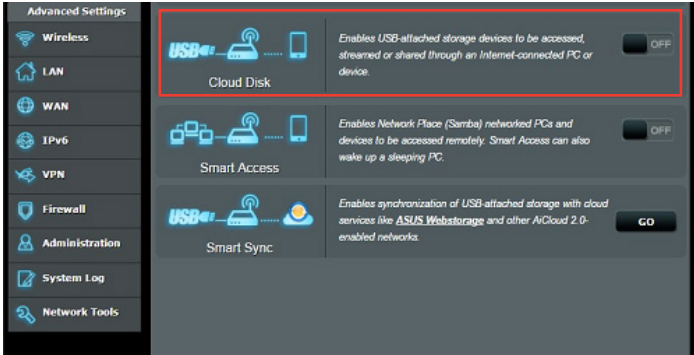 Advanced Settings
Wireless
LAN
WAN
IPv6
VPN
Firewall
Administration
System Log
Network Tools
USB
Cloud Disk
Enables USB-attached storage devices to be accessed,
streamed or shared through an Internet-connected PC or
device.
OFF
Smart Access
Enables Network Place (Samba) networked PCs and
devices to be accessed remotely. Smart Access can also
wake up a sleeping PC.
OFF
USB
Smart Sync
Enables synchronization of USB-attached storage with cloud
services like ASUS Webstorage and other AiCloud 2.0-
enabled networks.
GO